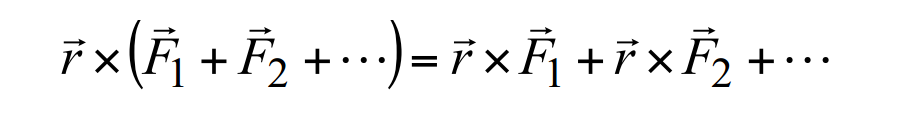 r⃗ × (F⃗₁ + F⃗₂ + ⋯) = r⃗ × F⃗₁ + r⃗ × F⃗₂ + ⋯